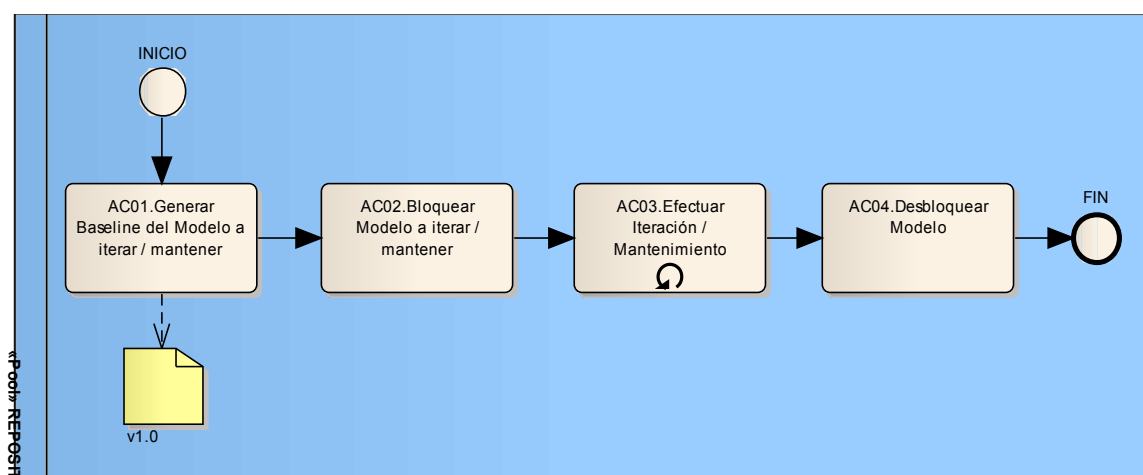 INICIO
AC01.Generar
Baseline del Modelo a
iterar / mantener
AC02.Bloquear
Modelo a iterar /
mantener
AC03.Efectuar
Iteración /
Mantenimiento
AC04.Desbloquear
Modelo
FIN
v1.0
«Pool» REPOSIT